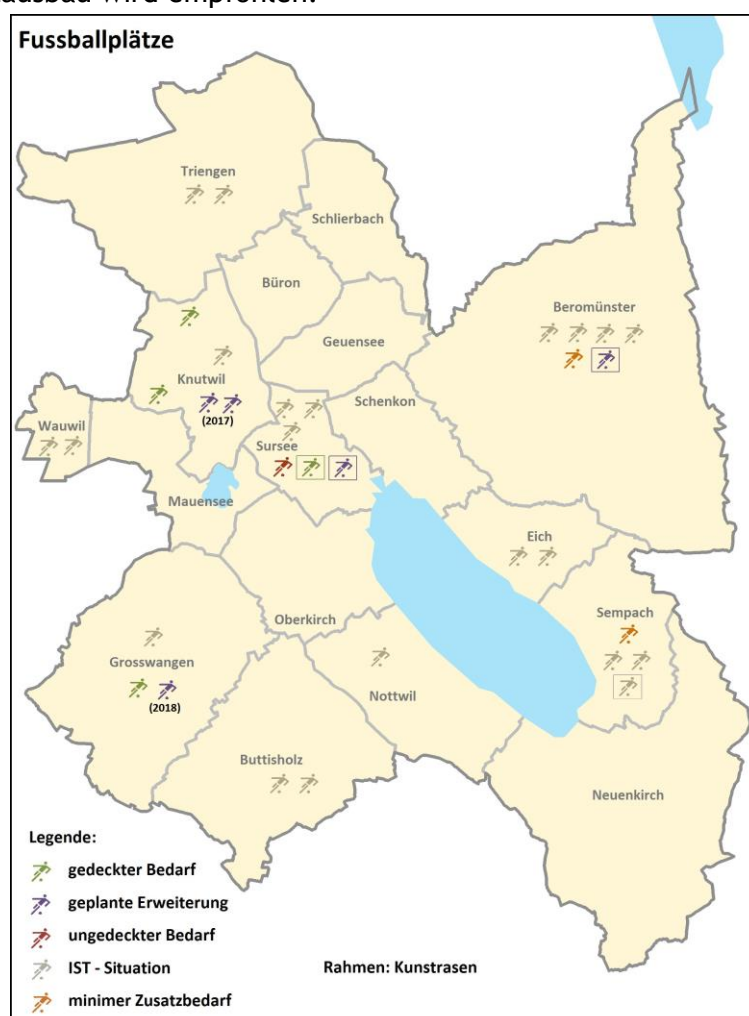 Fussballplätze
Triengen
Schlierbach
Büron
Beromünster
Geuensee
Knutwil
(2017)
Schenkon
Wauwil
Sursee
Mauensee
Eich
Sempach
Oberkirch
Grosswangen
(2018)
Nottwil
Buttisholz
Neuenkirch
Legende:
gedeckter Bedarf
geplante Erweiterung
ungedeckter Bedarf
IST - Situation
Rahmen: Kunstrasen
minimer Zusatzbedarf